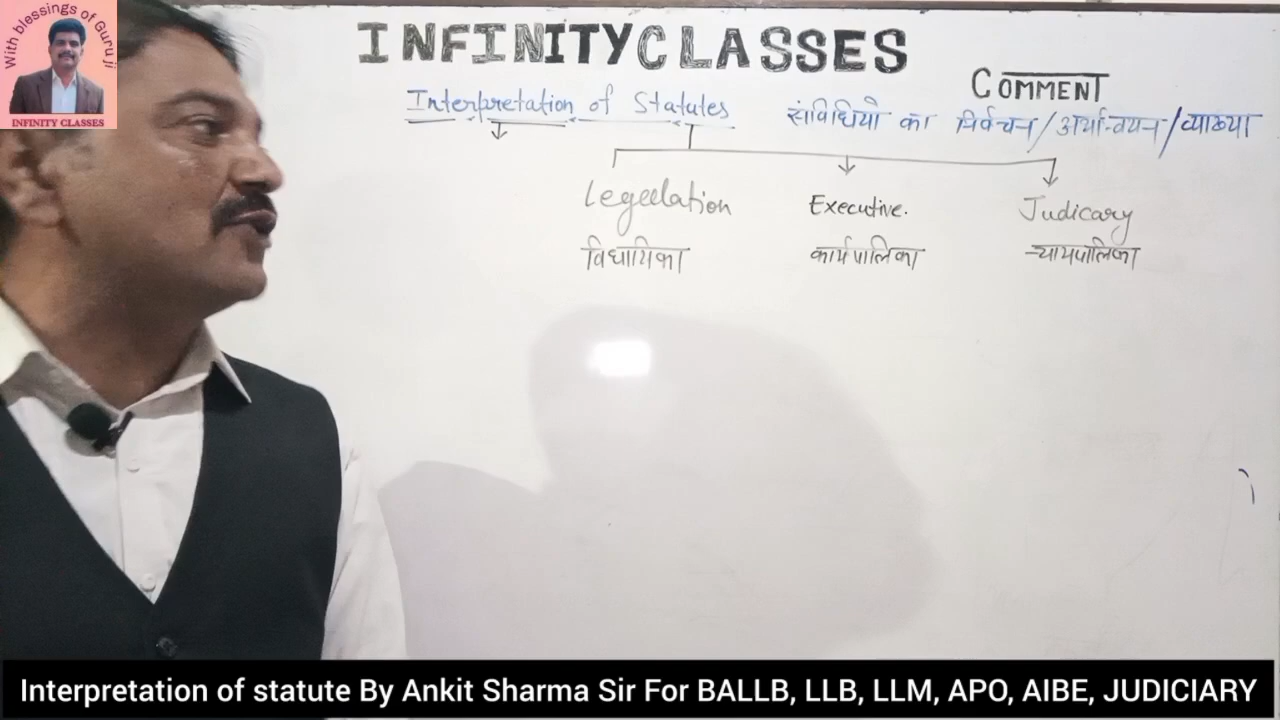 With blessings of Guru ji
INFINITY CLASSES
INFINITYCLASSES
COMMENT
Interpretation of Statutes संविधियो का निर्वचन/अर्थान्वयन/व्याख्या
Legeelation Executive. Judicary
विधायिका कार्यपालिका न्यायपालिका
Interpretation of statute By Ankit Sharma Sir For BALLB, LLB, LLM, APO, AIBE, JUDICIARY